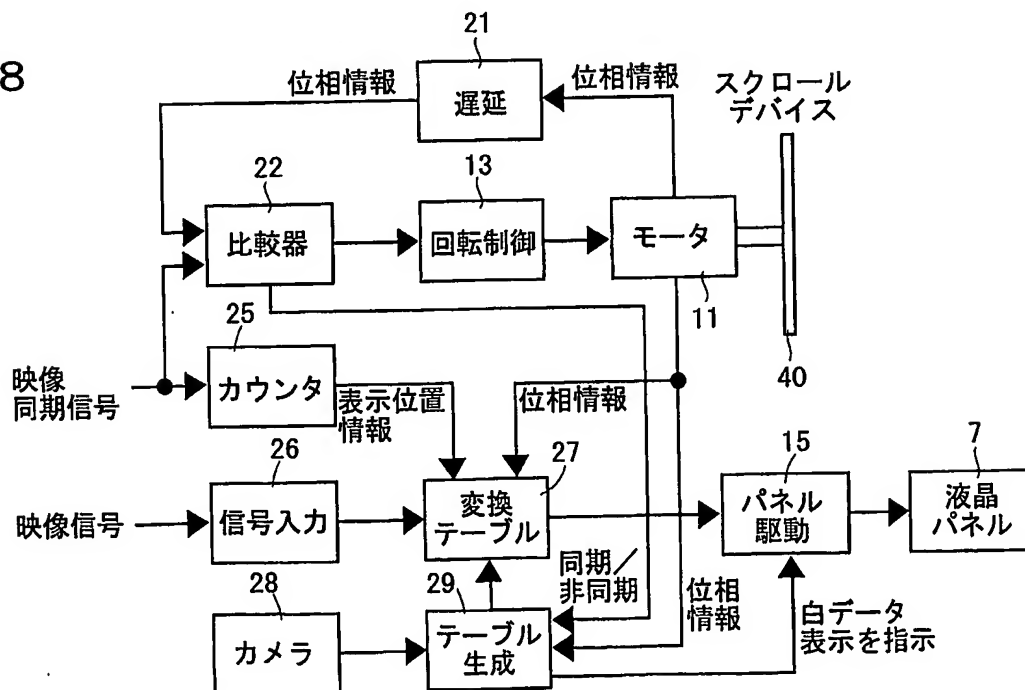 8
21
位相情報
遅延
位相情報
スクロール
デバイス
22
比較器
13
回転制御
モータ
11
40
25
映像
同期信号
カウンタ
表示位置
情報
位相情報
26
映像信号
信号入力
27
変換
テーブル
15
パネル
駆動
7
液晶
パネル
同期/
非同期
位相
情報
白データ
表示を指示
28
カメラ
29
テーブル
生成